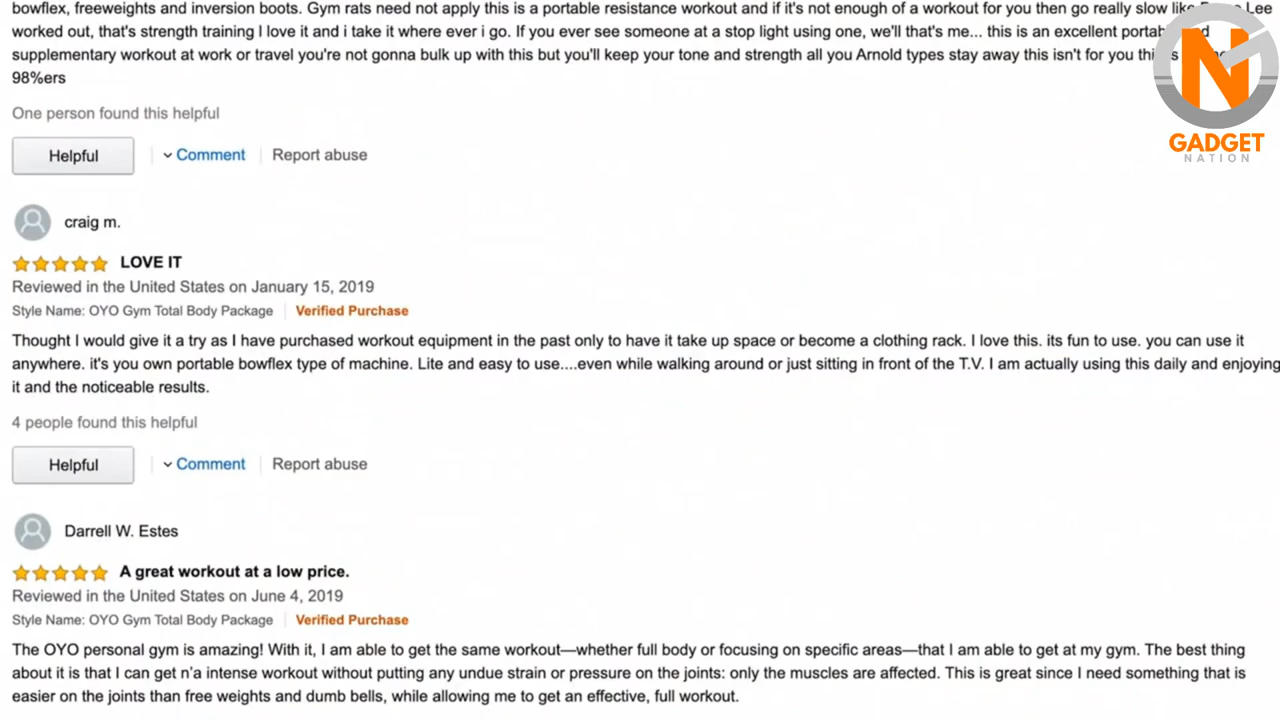 bowflex, freeweights and inversion boots. Gym rats need not apply this is a portable resistance workout and if it's not enough of a workout for you then go really slow like Lee
worked out, that's strength training I love it and i take it where ever i go. If you ever see someone at a stop light using one, we'll that's me... this is an excellent
supplementary workout at work or travel you're not gonna bulk up with this but you'll keep your tone and strength all you Arnold types stay away this isn't for you
98%ers
One person found this helpful
Helpful
Comment
Report abuse
craig m.
LOVE IT
Reviewed in the United States on January 15, 2019
Style Name: OYO Gym Total Body Package
Verified Purchase
Thought I would give it a try as I have purchased workout equipment in the past only to have it take up space or become a clothing rack. I love this. its fun to use. you can use it
anywhere. it's you own portable bowflex type of machine. Lite and easy to use....even while walking around or just sitting in front of the T.V. I am actually using this daily and enjoying
it and the noticeable results.
4 people found this helpful
Helpful
Comment
Report abuse
Darrell W. Estes
A great workout at a low price.
Reviewed in the United States on June 4, 2019
Style Name: OYO Gym Total Body Package
Verified Purchase
The OYO personal gym is amazing! With it, I am able to get the same workout—whether full body or focusing on specific areas—that I am able to get at my gym. The best thing
about it is that I can get n'a intense workout without putting any undue strain or pressure on the joints: only the muscles are affected. This is great since I need something that is
easier on the joints than free weights and dumb bells, while allowing me to get an effective, full workout.
N
GADGET
NATION